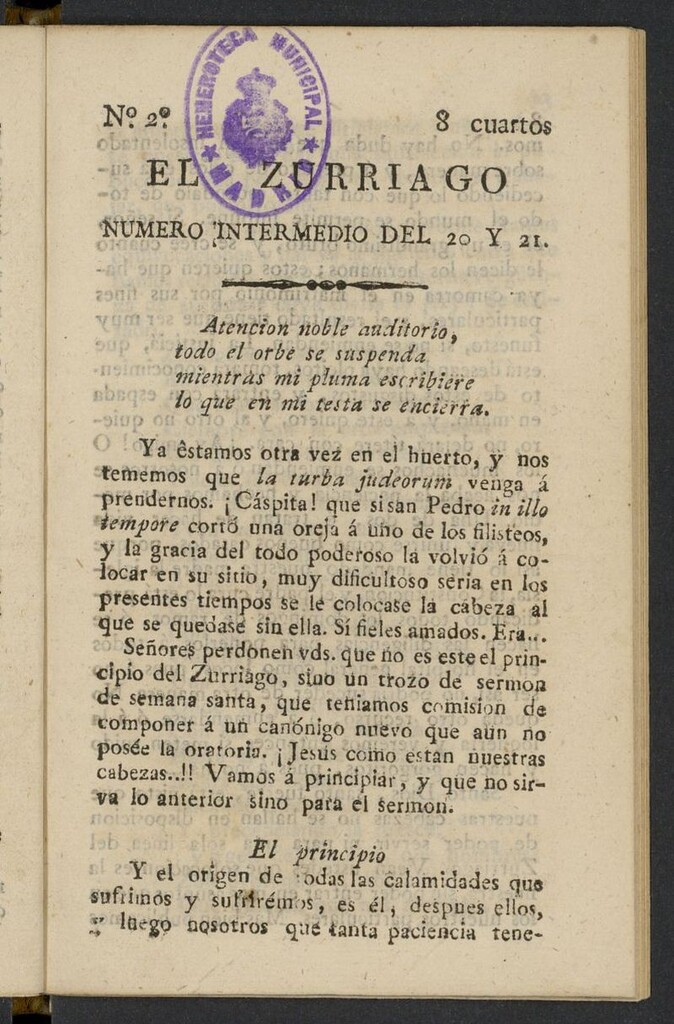 HEMEROTECA MUNICIPAL
★ MADRID ★
Nº. 2º. 8 cuartos
EL ZURRIAGO
NUMERO INTERMEDIO DEL 20 Y 21.
Atencion noble auditorio,
todo el orbe se suspenda
mientras mi pluma escribiere
lo que en mi testa se encierra.
Ya êstamos otra vez en el huerto, y nos
tememos que la turba judeorum venga á
prendernos. ¡Cáspita! que si san Pedro in illo
tempore cortó una oreja á uno de los filisteos,
y la gracia del todo poderoso la volvió á co-
locar en su sitio, muy dificultoso seria en los
presentes tiempos se le colocase la cabeza al
que se quedase sin ella. Sí fieles amados. Era...
Señores perdonen vds. que no es este el prin-
cipio del Zurriago, sino un trozo de sermon
de semana santa, que teniamos comision de
componer á un canónigo nuevo que aun no
posée la oratoria. ¡Jesus como estan nuestras
cabezas..!! Vamos á principiar, y que no sir-
va lo anterior sino para el sermon.
El principio
Y el origen de todas las calamidades que
sufrimos y sufrirémos, es él, despues ellos,
y luego nosotros que tanta paciencia tene-